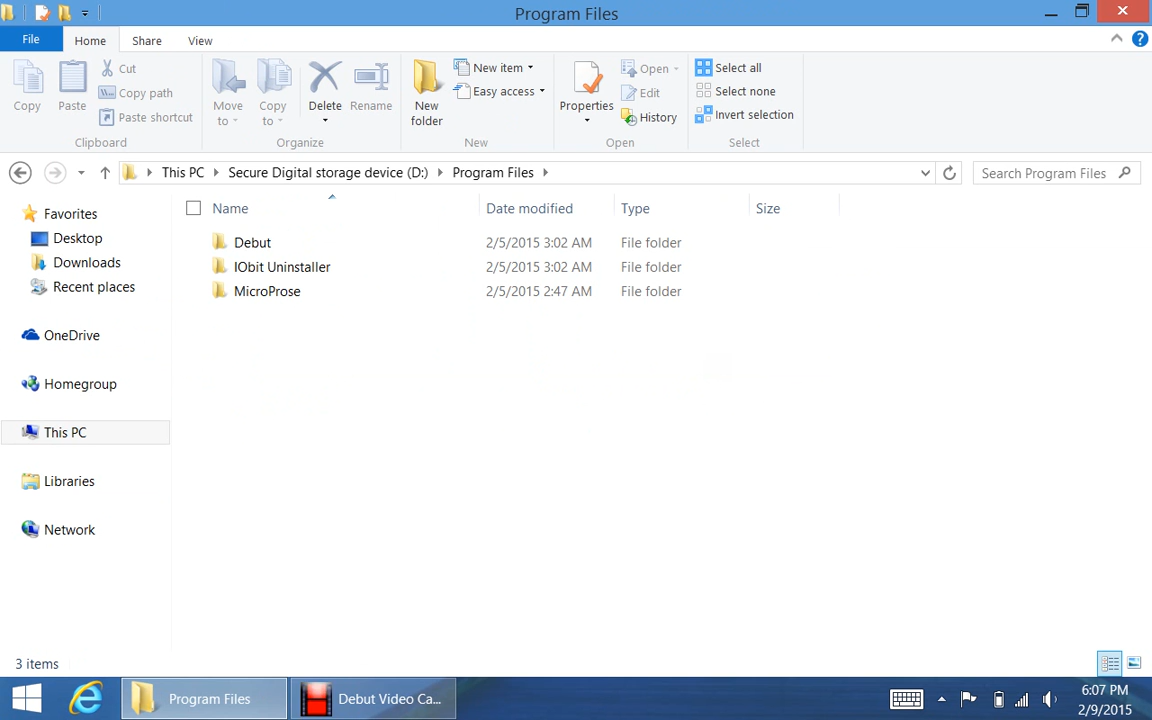 Program Files
File Home Share View
Copy
Paste
Cut
Copy path
Paste shortcut
Clipboard
Move to
Copy to
Delete
Rename
Organize
New folder
New item
Easy access
New
Properties
Open
Edit
History
Open
Select all
Select none
Invert selection
Select
This PC Secure Digital storage device (D:) Program Files
Search Program Files
Favorites
Desktop
Downloads
Recent places
OneDrive
Homegroup
This PC
Libraries
Network
Name Date modified Type Size
Debut 2/5/2015 3:02 AM File folder
IObit Uninstaller 2/5/2015 3:02 AM File folder
MicroProse 2/5/2015 2:47 AM File folder
3 items
Program Files
Debut Video Ca...
6:07 PM
2/9/2015